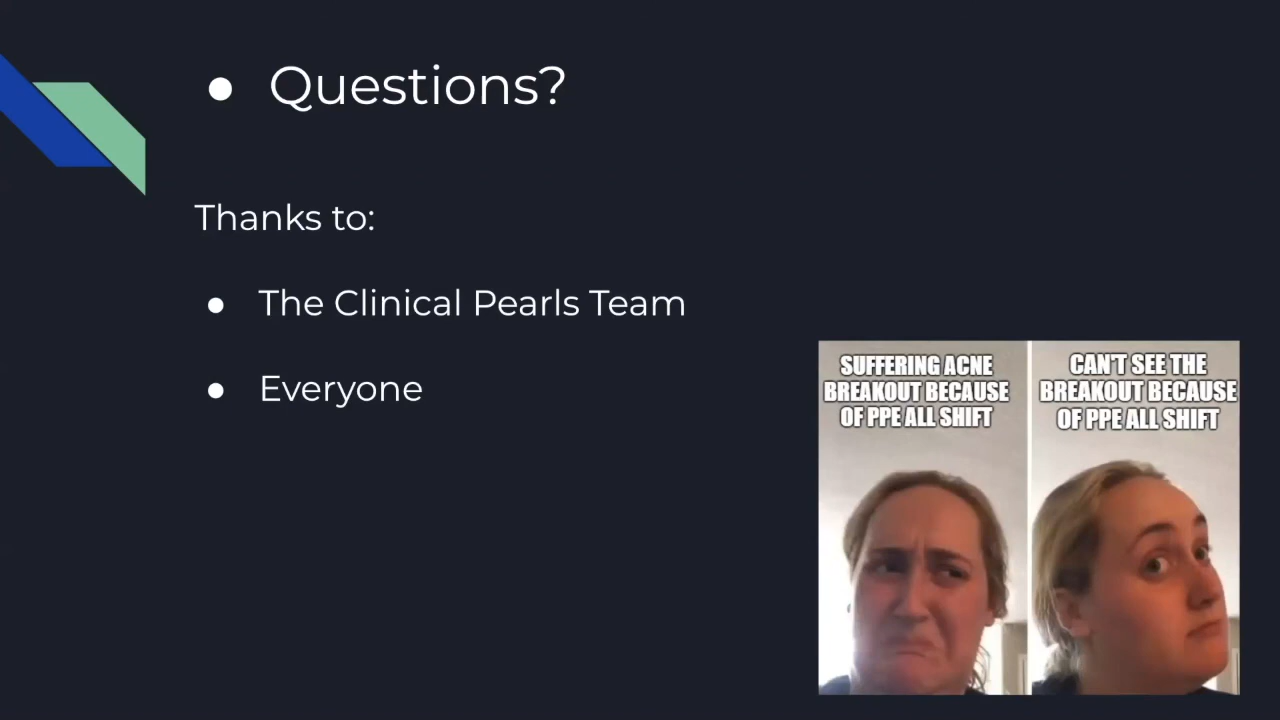 ● Questions?
Thanks to:
● The Clinical Pearls Team
● Everyone
SUFFERING ACNE
BREAKOUT BECAUSE
OF PPE ALL SHIFT
CAN'T SEE THE
BREAKOUT BECAUSE
OF PPE ALL SHIFT